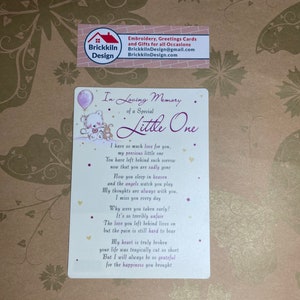 Brickkiln
Design
Embroidery, Greetings Cards
and Gifts for all Occasions
BrickkilnDesign@gmail.com
BrickkilnDesign.com
In Loving Memory
of a Special
Little One
I have so much love for you,
my precious little one
You have left behind such sorrow
now that you are sadly gone
Now you sleep in heaven
and the angels watch you play
My thoughts are always with you,
I miss you every day
Why were you taken early?
It's so terribly unfair
The love you left behind lives on
but the pain is still hard to bear
My heart is truly broken
your life was tragically cut so short
But I will always be so grateful
for the happiness you brought